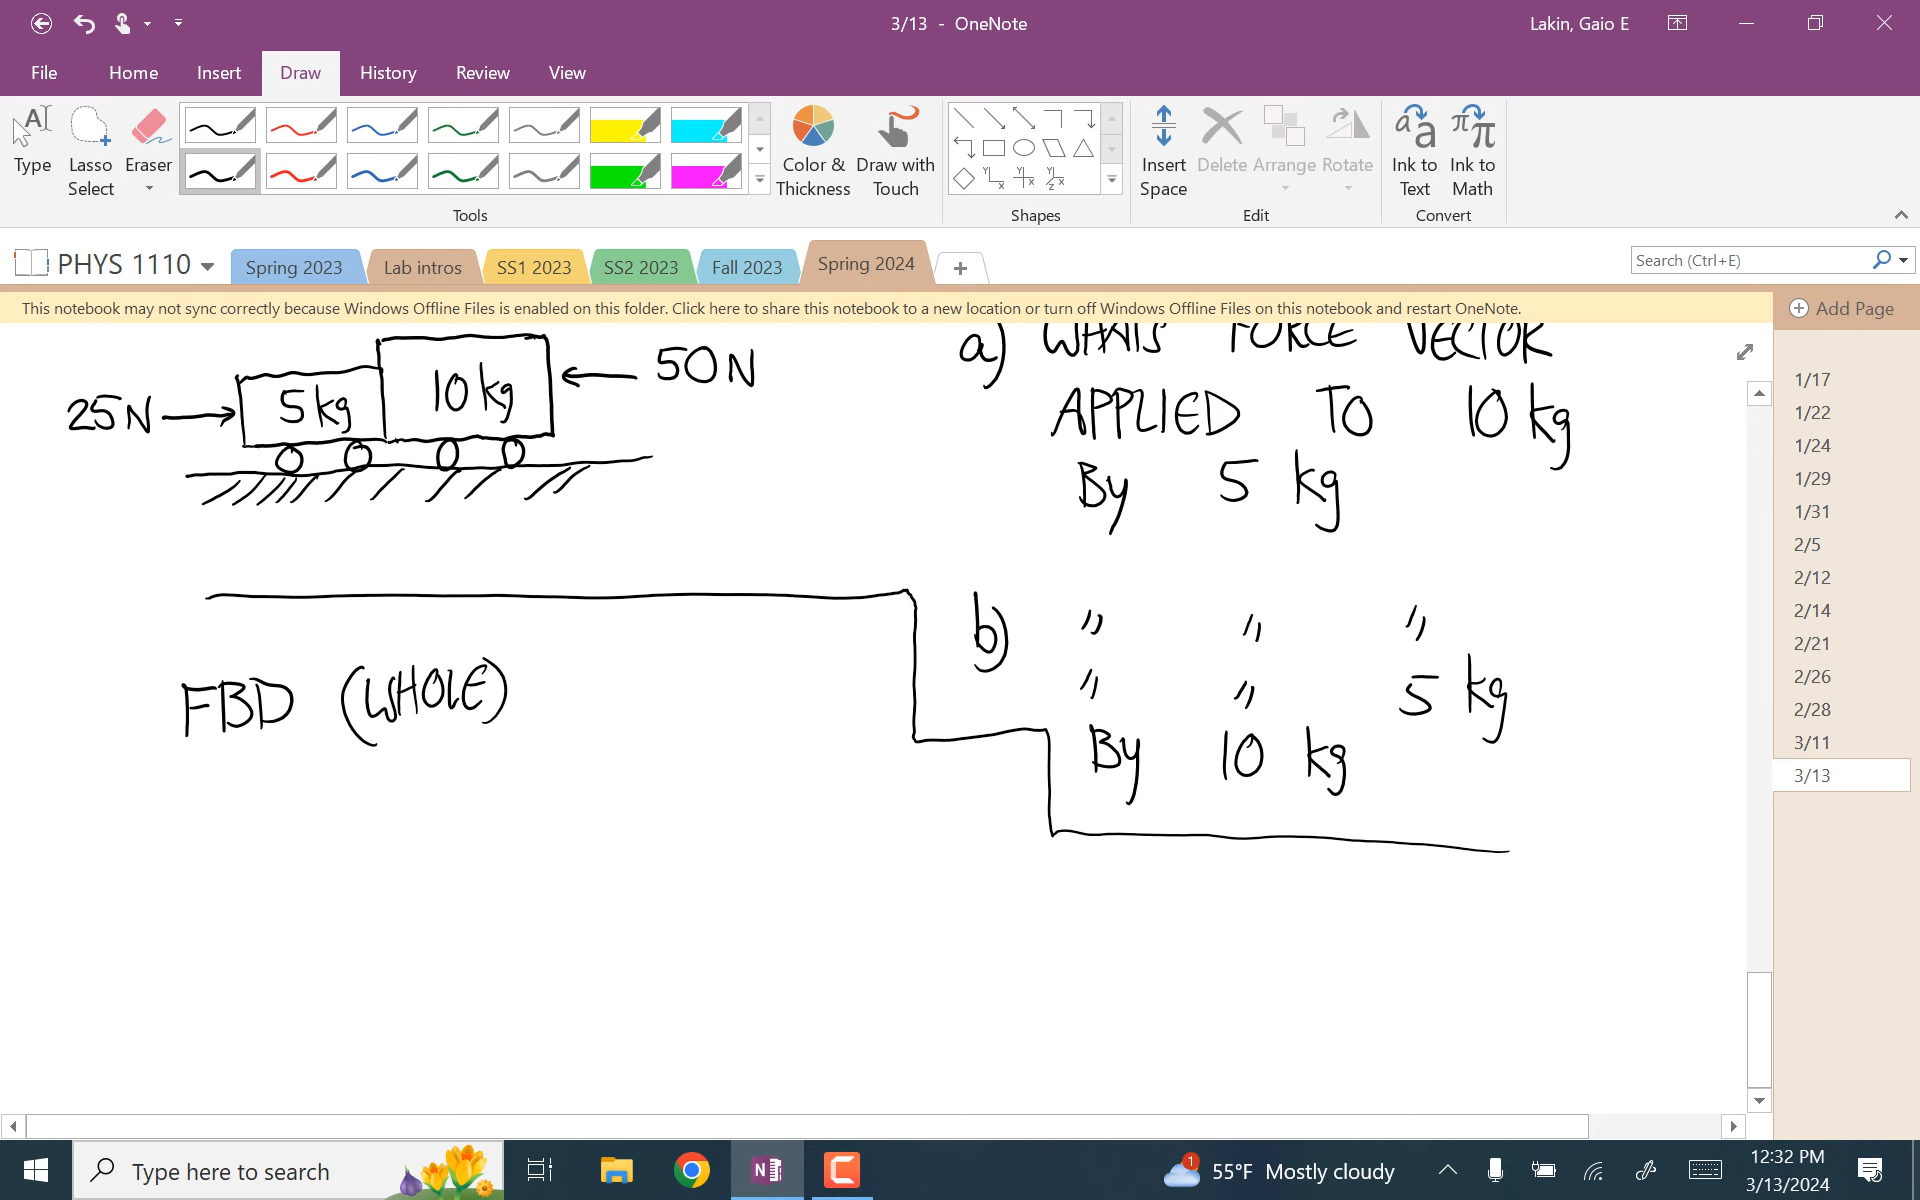 3/13 - OneNote
Lakin, Gaio E
File Home Insert Draw History Review View
Type
Lasso Select
Eraser
Color & Thickness
Draw with Touch
Insert Space
Delete
Arrange
Rotate
Ink to Text
Ink to Math
Tools
Shapes
Edit
Convert
PHYS 1110
Spring 2023
Lab intros
SS1 2023
SS2 2023
Fall 2023
Spring 2024
Search (Ctrl+E)
This notebook may not sync correctly because Windows Offline Files is enabled on this folder. Click here to share this notebook to a new location or turn off Windows Offline Files on this notebook and restart OneNote.
Add Page
1/17
1/22
1/24
1/29
1/31
2/5
2/12
2/14
2/21
2/26
2/28
3/11
3/13
25N
5kg
10kg
50N
a) WHATS FORCE VECTOR
APPLIED TO 10 kg
By 5 kg
b) " " "
" " 5 kg
By 10 kg
FBD (WHOLE)
Type here to search
1
55°F Mostly cloudy
12:32 PM
3/13/2024